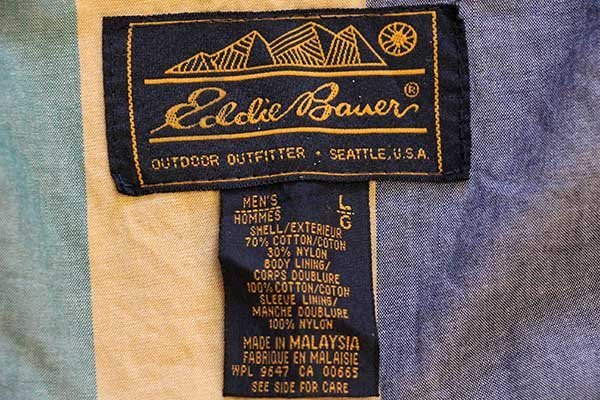 Eddie Bauer®
OUTDOOR OUTFITTER • SEATTLE, U.S.A.
MEN'S L
HOMMES G
SHELL/EXTERIEUR
70% COTTON/COTON
30% NYLON
BODY LINING/
CORPS DOUBLURE
100% COTTON/COTON
SLEEVE LINING/
MANCHE DOUBLURE
100% NYLON
MADE IN MALAYSIA
FABRIQUE EN MALAISIE
WPL 9647 CA 00665
SEE SIDE FOR CARE